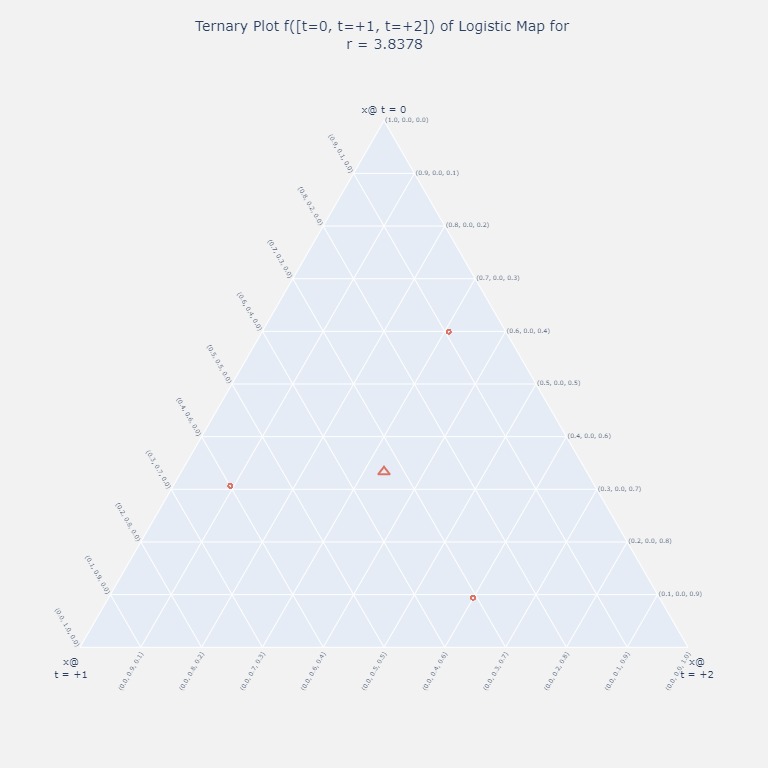 Ternary Plot f([t=0, t=+1, t=+2]) of Logistic Map for
r = 3.8378
x@ t = 0
(1.0, 0.0, 0.0)
(0.9, 0.1, 0.0)
(0.9, 0.0, 0.1)
(0.8, 0.2, 0.0)
(0.8, 0.0, 0.2)
(0.7, 0.3, 0.0)
(0.7, 0.0, 0.3)
(0.6, 0.4, 0.0)
(0.6, 0.0, 0.4)
(0.5, 0.5, 0.0)
(0.5, 0.0, 0.5)
(0.4, 0.6, 0.0)
(0.4, 0.0, 0.6)
(0.3, 0.7, 0.0)
(0.3, 0.0, 0.7)
(0.2, 0.8, 0.0)
(0.2, 0.0, 0.8)
(0.1, 0.9, 0.0)
(0.1, 0.0, 0.9)
(0.0, 1.0, 0.0)
x@
t = +1
(0.0, 0.9, 0.1)
(0.0, 0.8, 0.2)
(0.0, 0.7, 0.3)
(0.0, 0.6, 0.4)
(0.0, 0.5, 0.5)
(0.0, 0.4, 0.6)
(0.0, 0.3, 0.7)
(0.0, 0.2, 0.8)
(0.0, 0.1, 0.9)
(0.0, 0.0, 1.0)
x@
t = +2